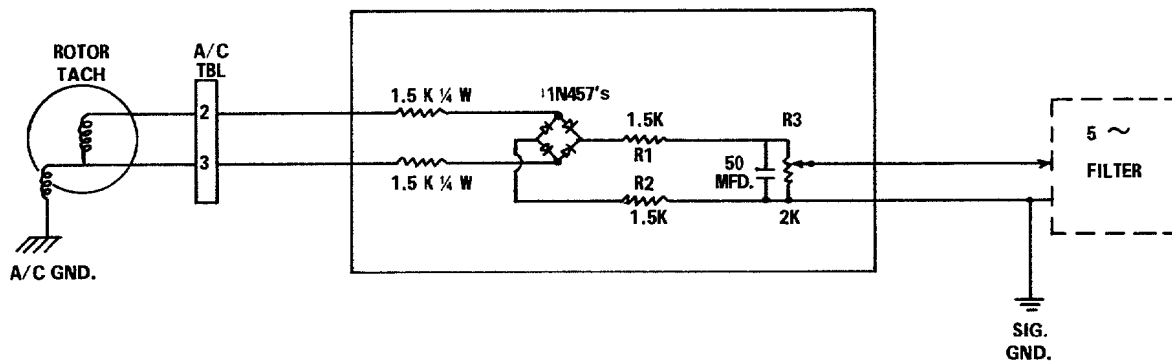 ROTOR
TACH
A/C
TBL
2
3
A/C GND.
1.5 K ¼ W
1.5 K ¼ W
1N457's
1.5K
R1
R2
1.5K
50
MFD.
R3
2K
5 ~
FILTER
SIG.
GND.